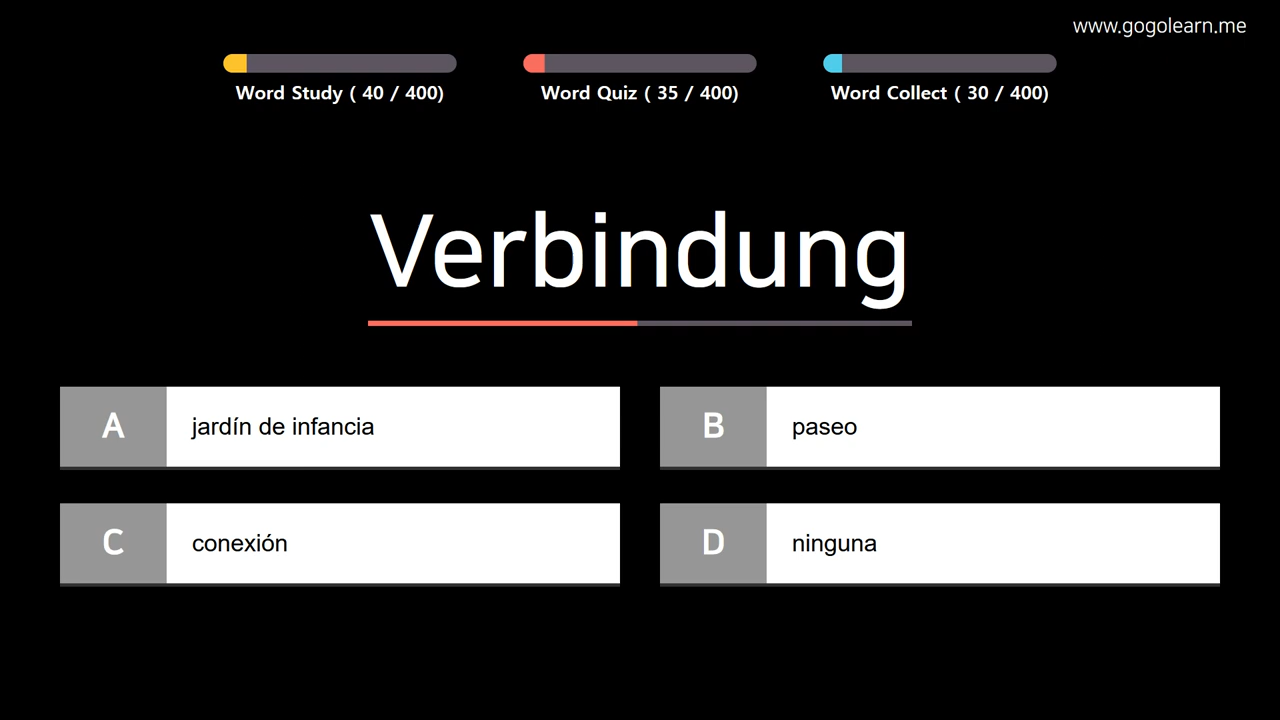 www.gogolearn.me
Word Study ( 40 / 400)
Word Quiz ( 35 / 400)
Word Collect ( 30 / 400)
Verbindung
A jardín de infancia
B paseo
C conexión
D ninguna